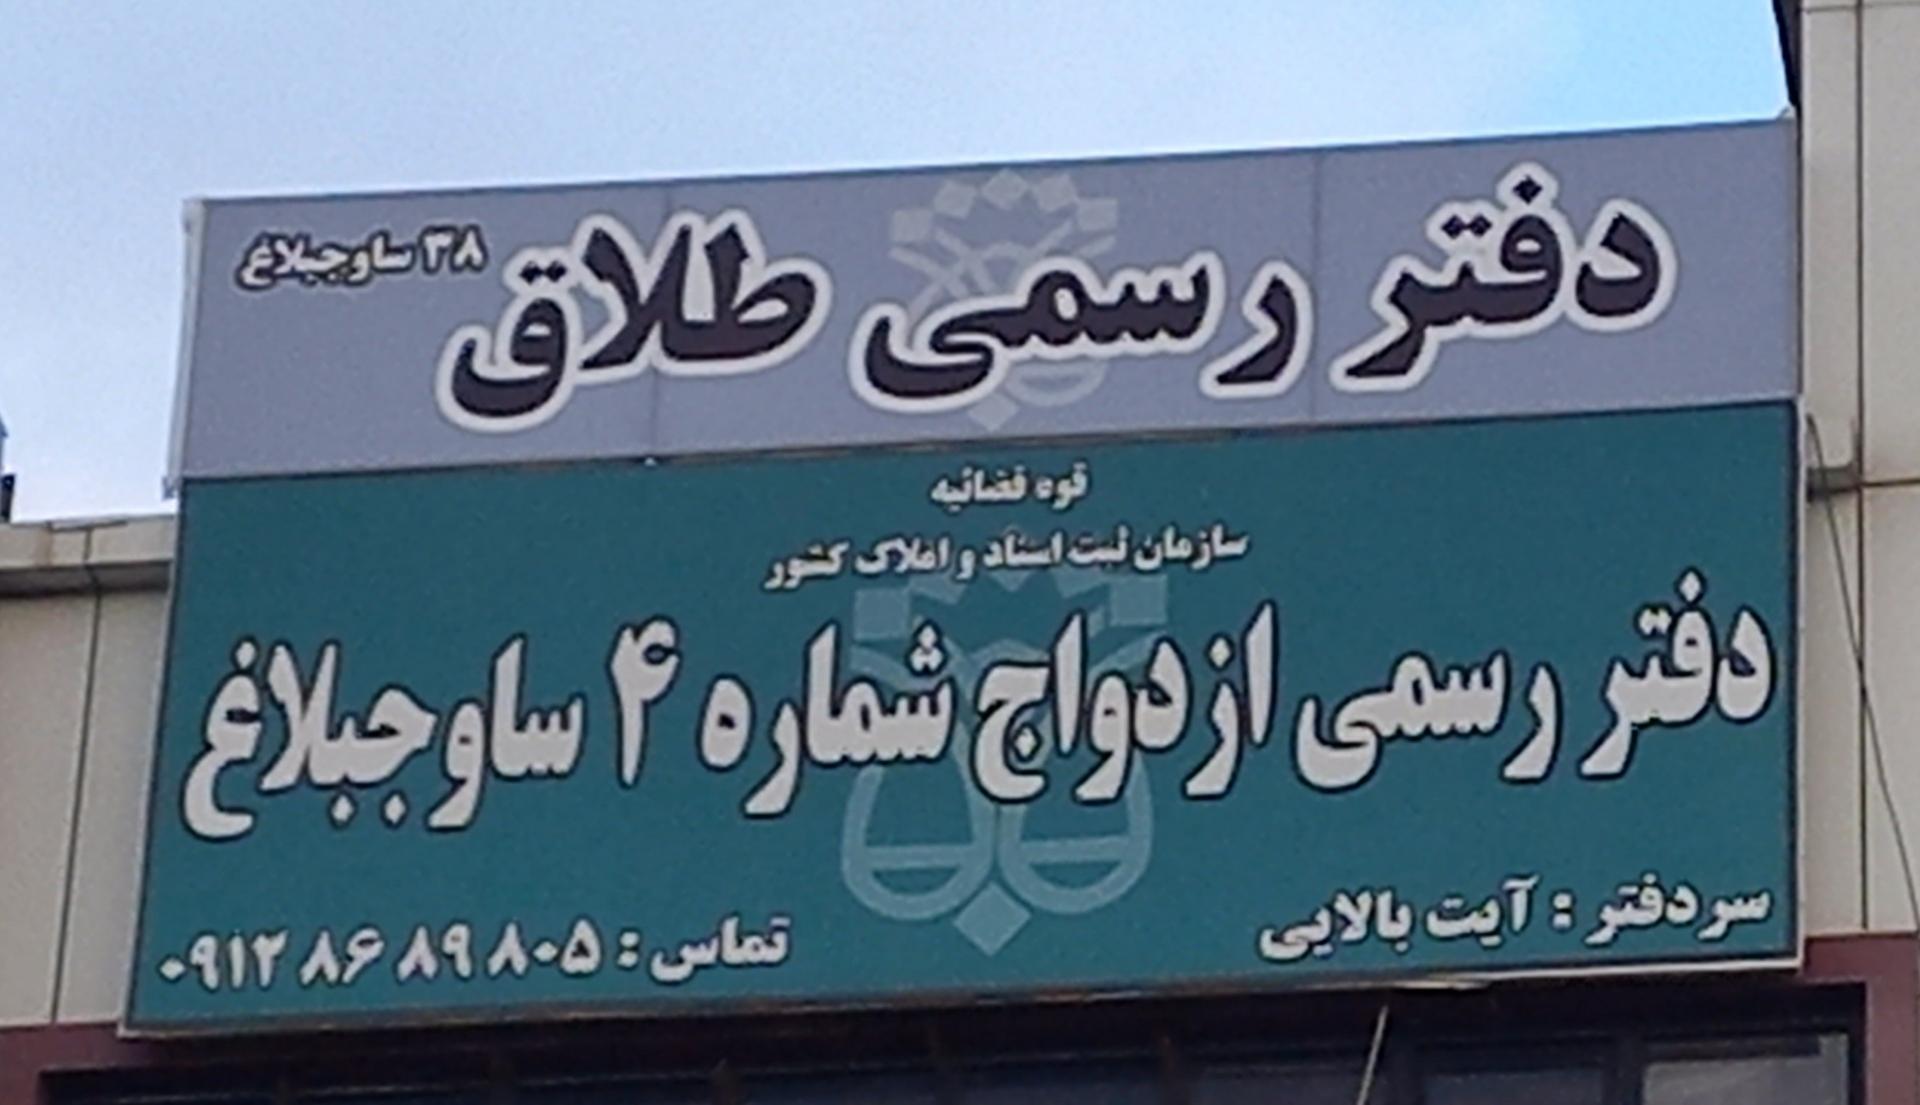 دفتر رسمی طلاق ۳۸ ساوجبلاغ
قوه قضائیه
سازمان ثبت اسناد و املاک کشور
دفتر رسمی ازدواج شماره ۴ ساوجبلاغ
سردفتر : آیت بالایی
تماس : ۰۹۱۲ ۸۶ ۸۹ ۸۰۵